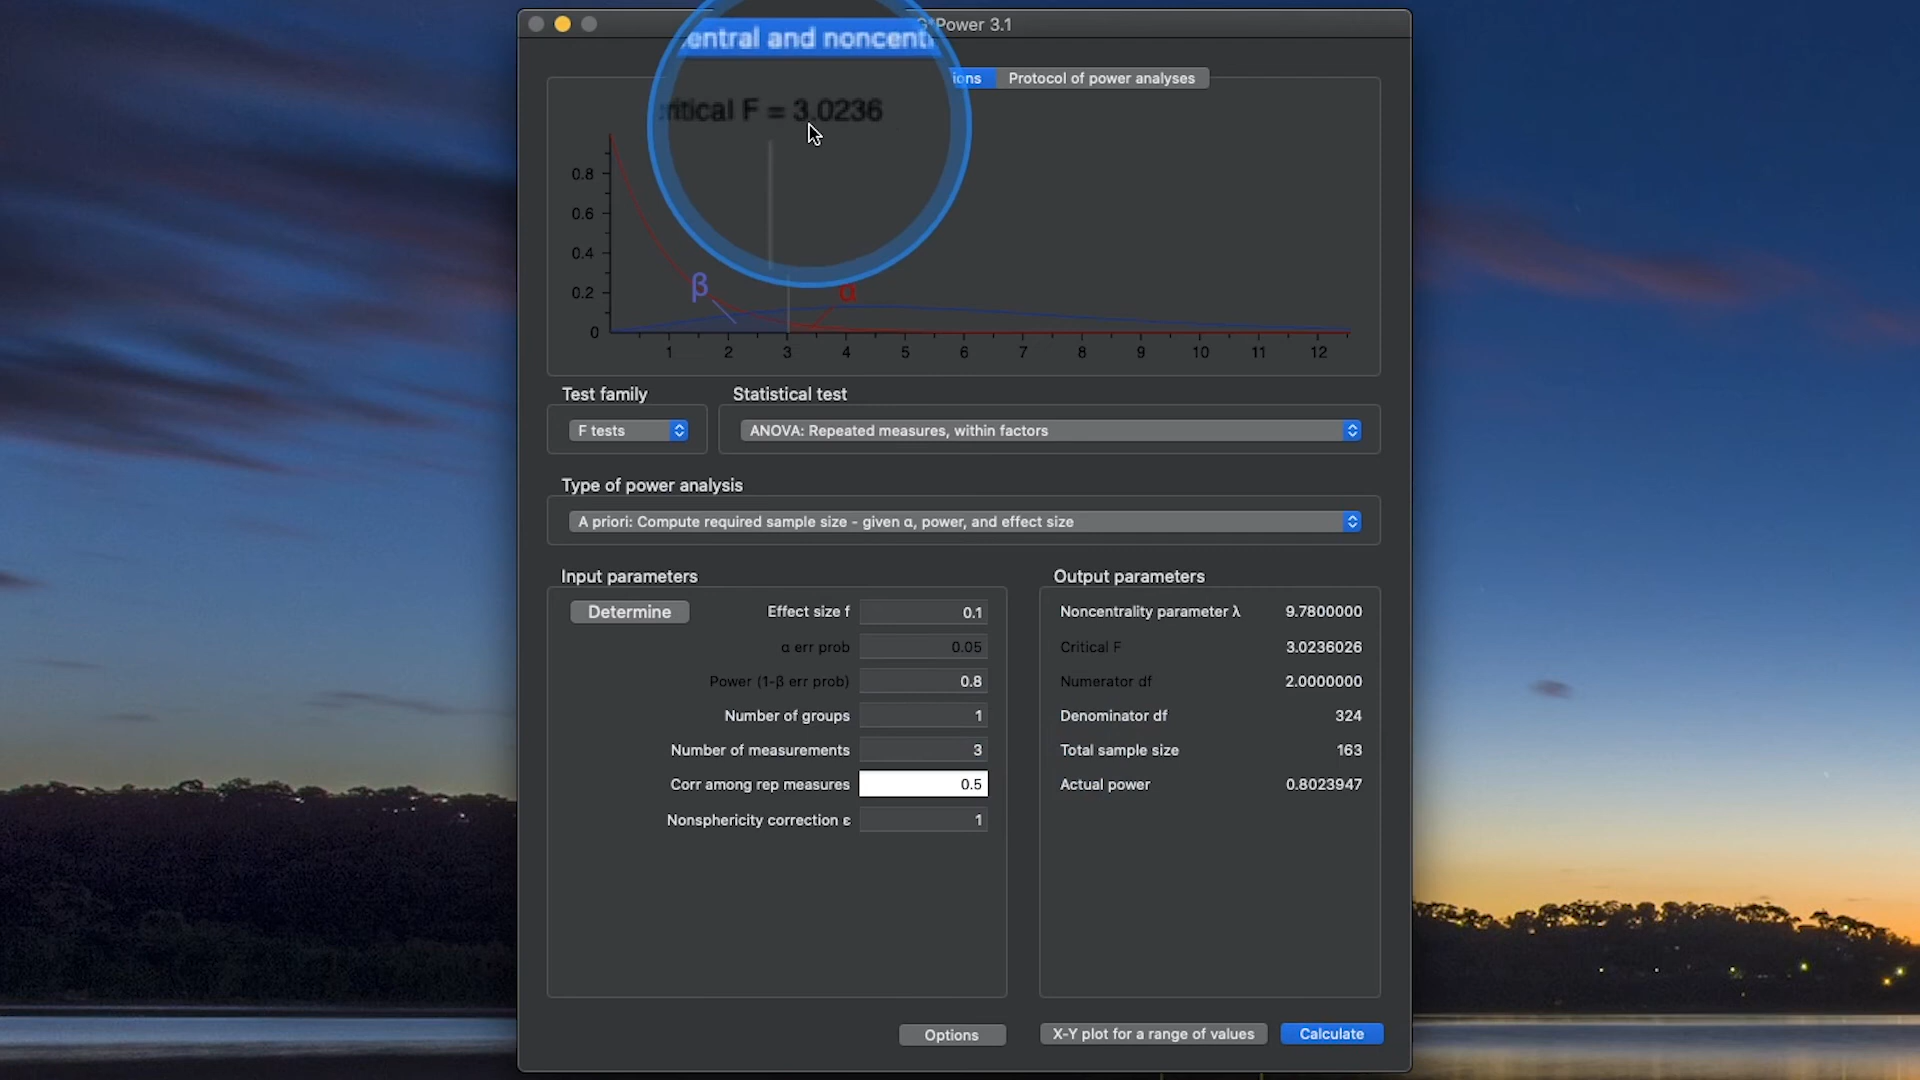 G*Power 3.1
entral and noncent
ions
Protocol of power analyses
ritical F = 3.0236
0.8
0.6
0.4
0.2
0
β
α
1 2 3 4 5 6 7 8 9 10 11 12
Test family
Statistical test
F tests
ANOVA: Repeated measures, within factors
Type of power analysis
A priori: Compute required sample size - given α, power, and effect size
Input parameters
Output parameters
Determine
Effect size f 0.1
α err prob 0.05
Power (1-β err prob) 0.8
Number of groups 1
Number of measurements 3
Corr among rep measures 0.5
Nonsphericity correction ε 1
Noncentrality parameter λ 9.7800000
Critical F 3.0236026
Numerator df 2.0000000
Denominator df 324
Total sample size 163
Actual power 0.8023947
Options
X-Y plot for a range of values
Calculate